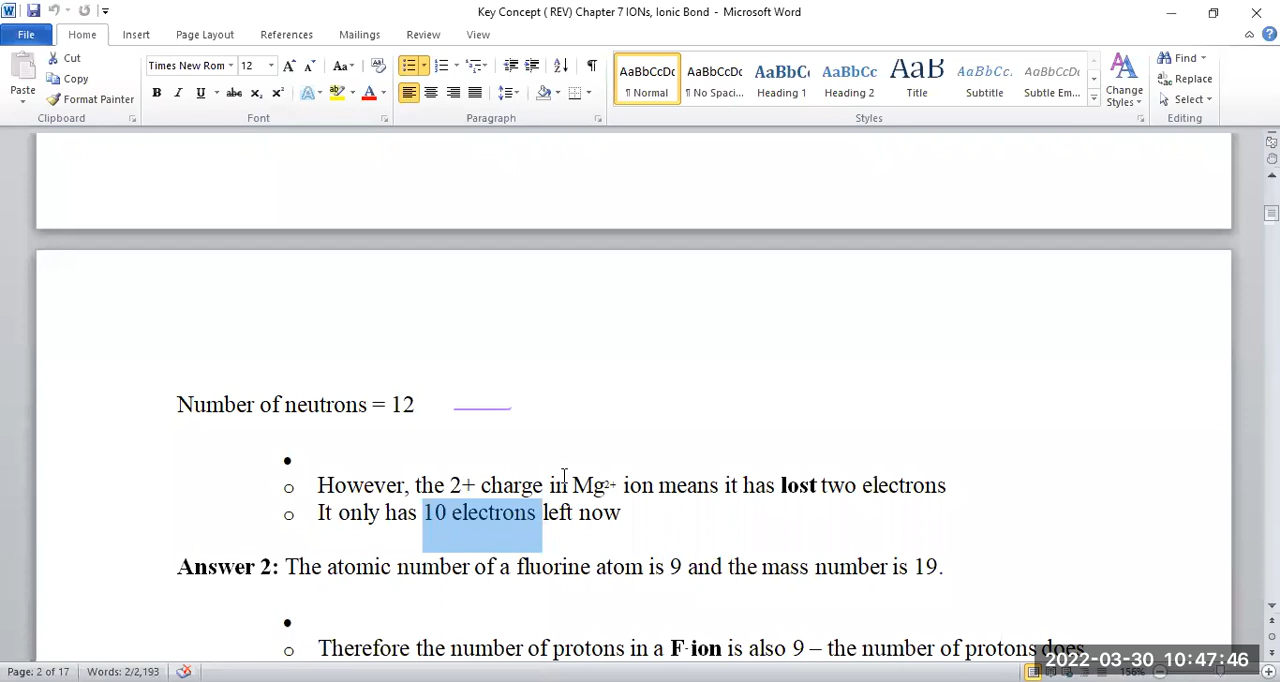 Key Concept ( REV) Chapter 7 IONs, Ionic Bond - Microsoft Word
File Home Insert Page Layout References Mailings Review View
Cut
Copy
Format Painter
Paste
Clipboard
Times New Rom 12
Aa
B I U abc x₂ x²
Font
Paragraph
AaBbCcDc AaBbCcDc AaBbC AaBbCc AaB AaBbCc. AaBbCcDc
¶ Normal ¶ No Spaci... Heading 1 Heading 2 Title Subtitle Subtle Em...
Change Styles
Styles
Find
Replace
Select
Editing
Number of neutrons = 12
However, the 2+ charge in Mg2+ ion means it has lost two electrons
It only has 10 electrons left now
Answer 2: The atomic number of a fluorine atom is 9 and the mass number is 19.
Therefore the number of protons in a F- ion is also 9 – the number of protons does
2022-03-30 10:47:46
Page: 2 of 17 Words: 2/2,193 156%